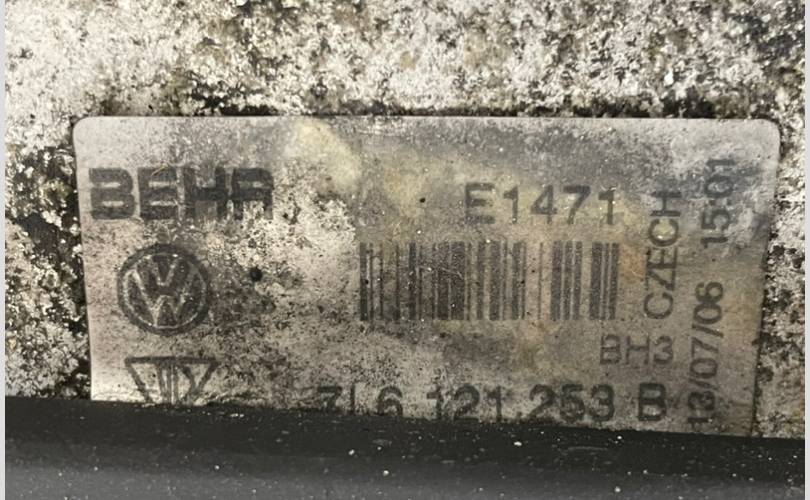 BEHR
E1471
CZECH
13/07/06 15:01
BH3
7L6 121 253 B